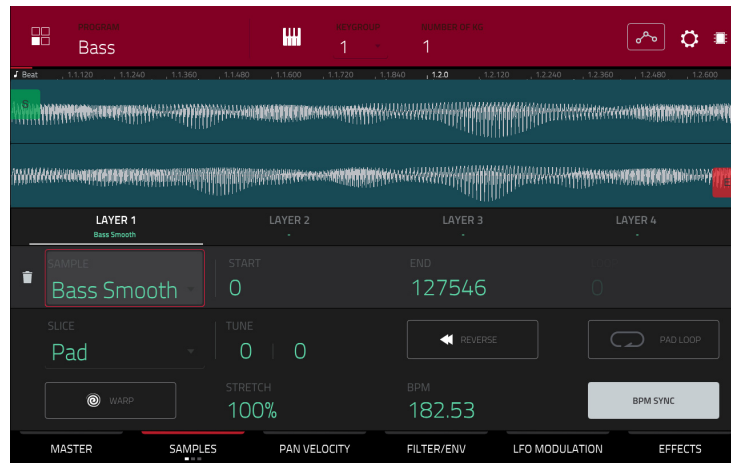 PROGRAM KEYGROUP NUMBER OF KG
Bass 1 1
Beat 1.1.120 1.1.240 1.1.360 1.1.480 1.1.600 1.1.720 1.1.840 1.2.0 1.2.120 1.2.240 1.2.360 1.2.480 1.2.600
S
E
LAYER 1 LAYER 2 LAYER 3 LAYER 4
Bass Smooth - - -
SAMPLE START END
Bass Smooth 0 127546 0
SLICE TUNE
Pad 0 0 REVERSE PAD LOOP
STRETCH BPM
WARP 100% 182.53 BPM SYNC
MASTER SAMPLES PAN VELOCITY FILTER/ENV LFO MODULATION EFFECTS